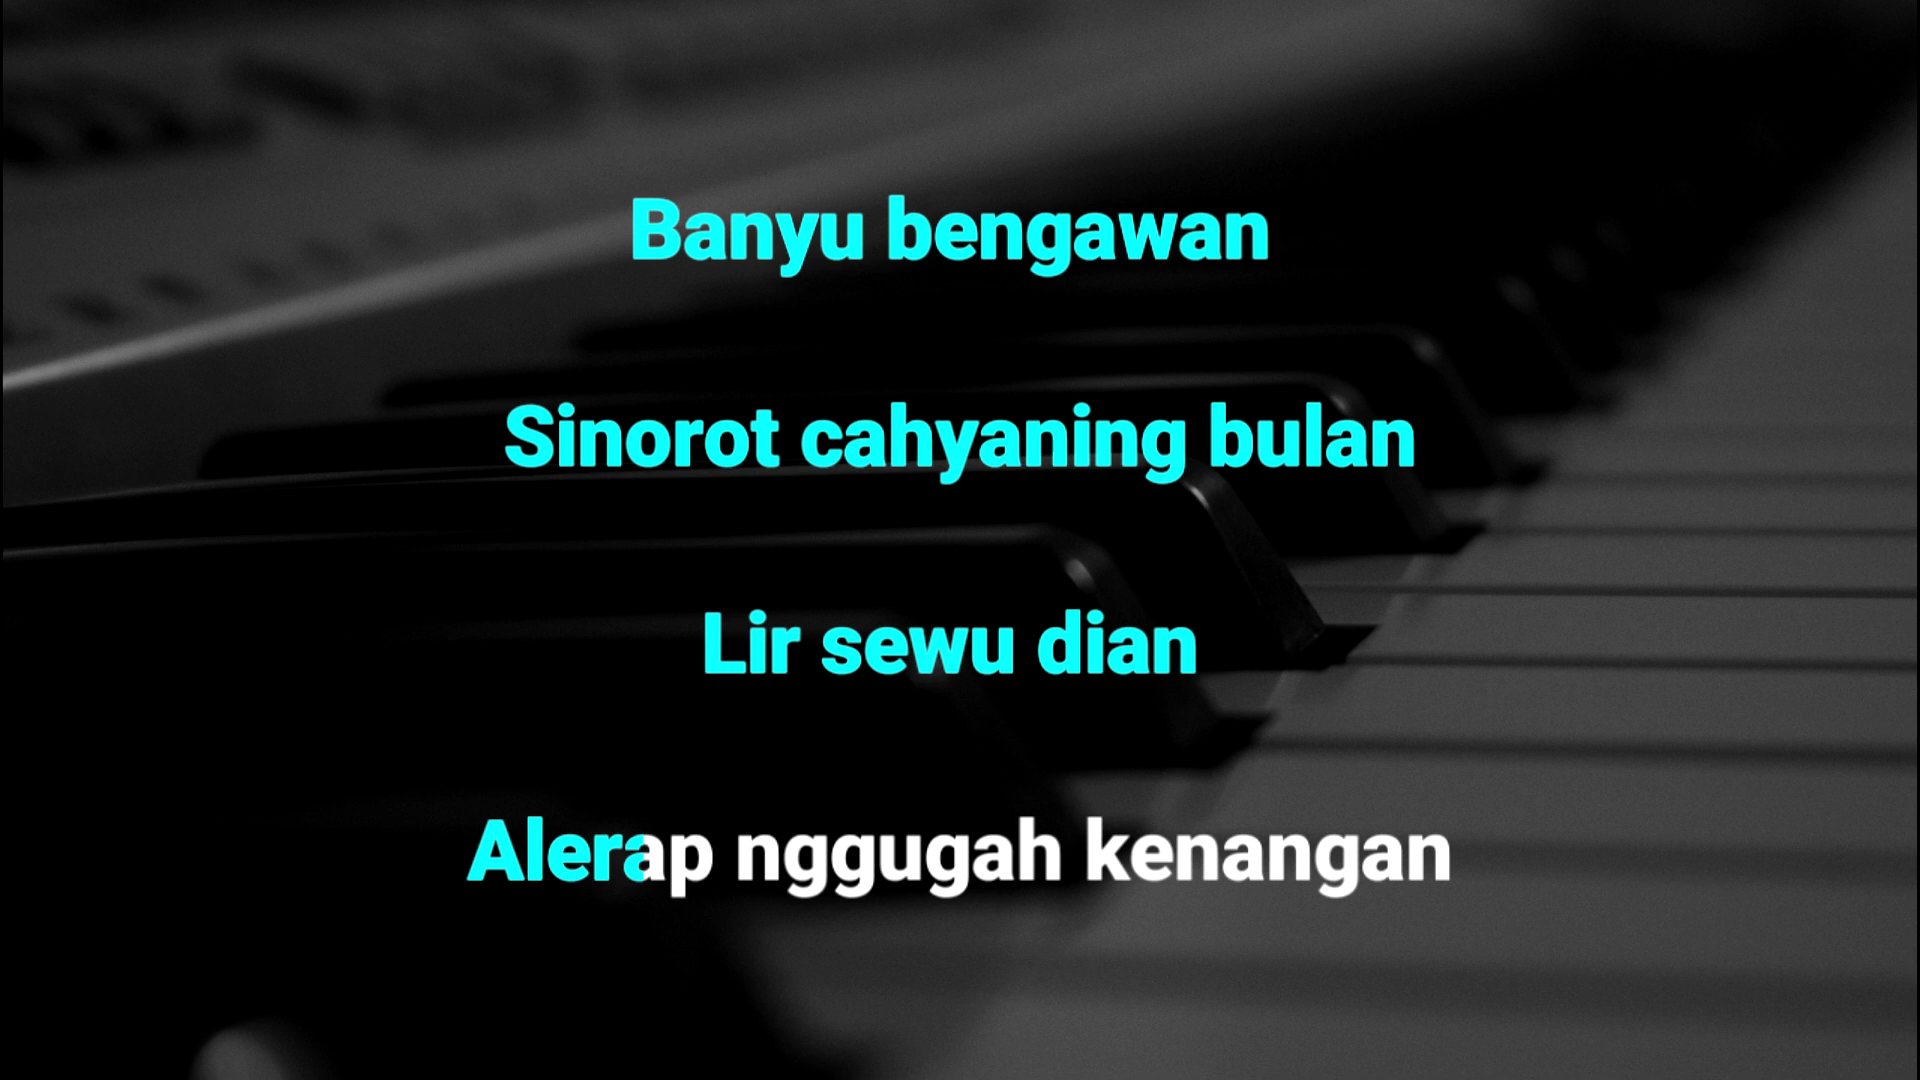 Banyu bengawan
Sinorot cahyaning bulan
Lir sewu dian
Alerap nggugah kenangan